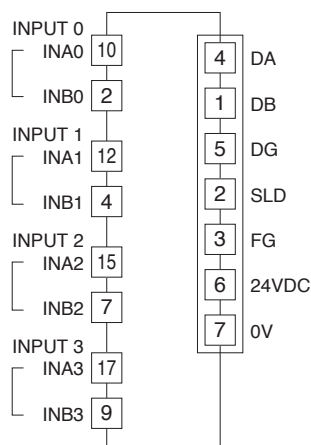 INPUT 0
INA0 10
INB0 2
INPUT 1
INA1 12
INB1 4
INPUT 2
INA2 15
INB2 7
INPUT 3
INA3 17
INB3 9
4 DA
1 DB
5 DG
2 SLD
3 FG
6 24VDC
7 0V